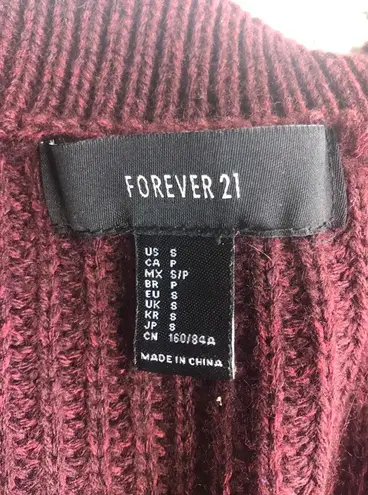 FOREVER 21
US S
CA P
MX S/P
BR P
EU S
UK S
KR S
JP S
CN 160/84A
MADE IN CHINA